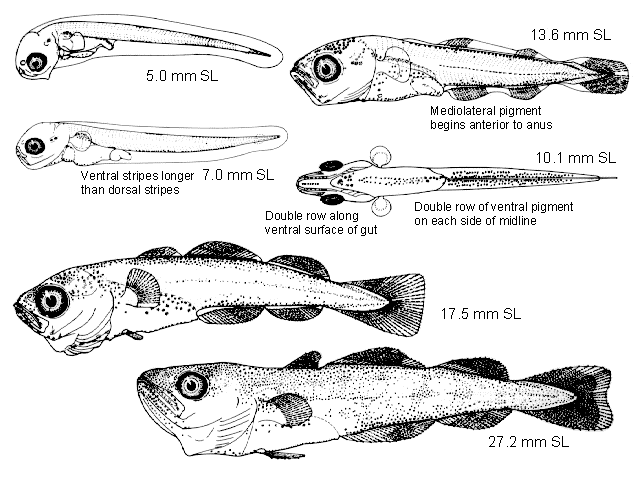 13.6 mm SL
5.0 mm SL
Mediolateral pigment
begins anterior to anus
10.1 mm SL
Ventral stripes longer
than dorsal stripes
7.0 mm SL
Double row along
ventral surface of gut
Double row of ventral pigment
on each side of midline
17.5 mm SL
27.2 mm SL